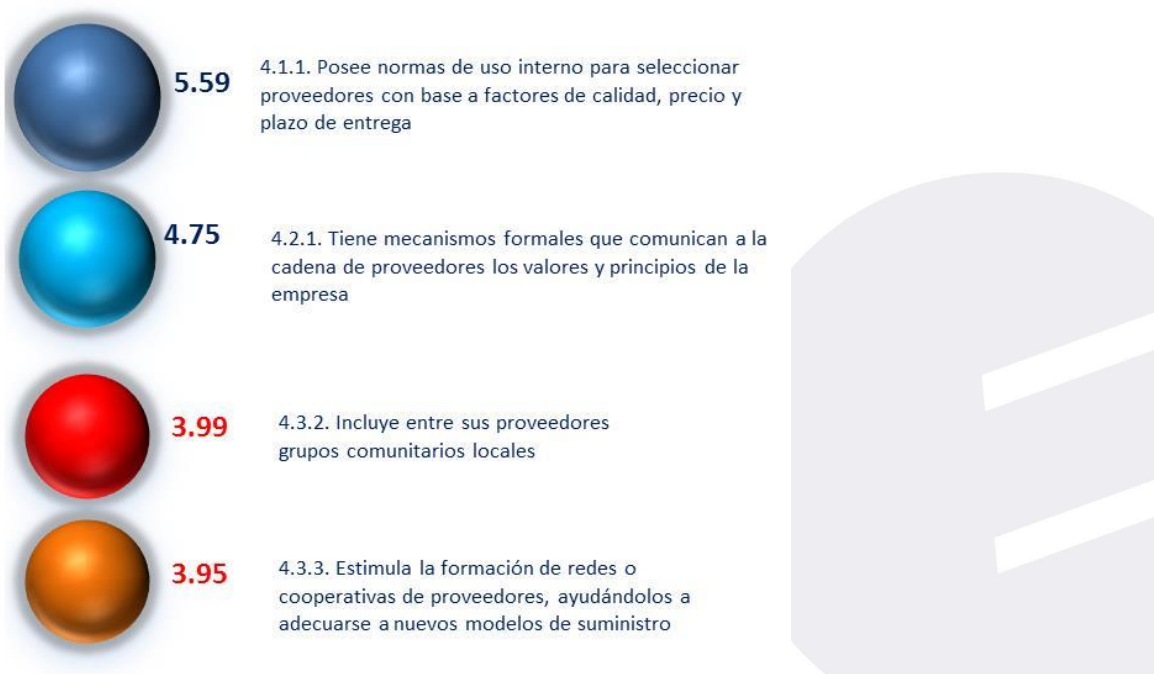 5.59
4.1.1. Posee normas de uso interno para seleccionar
proveedores con base a factores de calidad, precio y
plazo de entrega
4.75
4.2.1. Tiene mecanismos formales que comunican a la
cadena de proveedores los valores y principios de la
empresa
3.99
4.3.2. Incluye entre sus proveedores
grupos comunitarios locales
3.95
4.3.3. Estimula la formación de redes o
cooperativas de proveedores, ayudándolos a
adecuarse a nuevos modelos de suministro